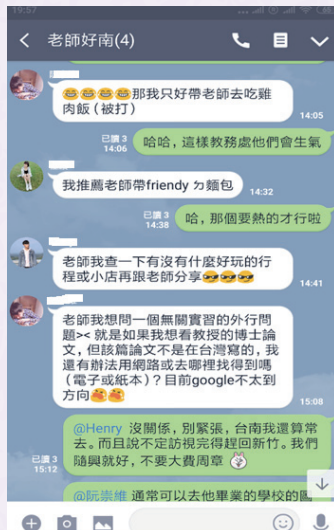 19:57
老師好南(4)
那我只好帶老師去吃雞
肉飯（被打）
14:05
已讀 3
14:06
哈哈，這樣教務處他們會生氣
我推薦老師帶friendy ㄉ麵包
14:32
已讀 3
14:38
哈，那個要熱的才行啦
老師我查一下有沒有什麼好玩的行
程或小店再跟老師分享
14:41
老師我想問一個無關實習的外行問
題>< 就是如果我想看教授的博士論
文，但該篇論文不是在台灣寫的，我
還有辦法用網路或去哪裡找得到嗎
（電子或紙本）？目前google不太到
方向
15:08
@Henry 沒關係，別緊張，台南我還算常
去。而且說不定訪視完得趕回新竹。我們
隨興就好，不要大費周章
已讀 3
15:12
@阮崇維 通常可以去他畢業的學校的圖